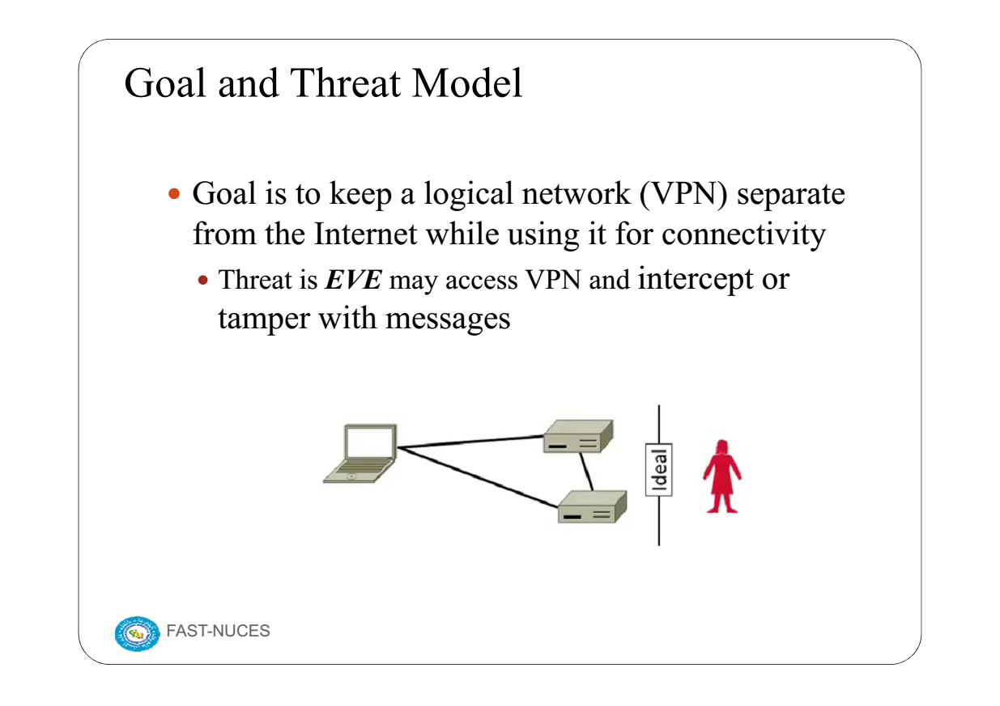 Goal and Threat Model
• Goal is to keep a logical network (VPN) separate
from the Internet while using it for connectivity
• Threat is EVE may access VPN and intercept or
tamper with messages
Ideal
FAST-NUCES